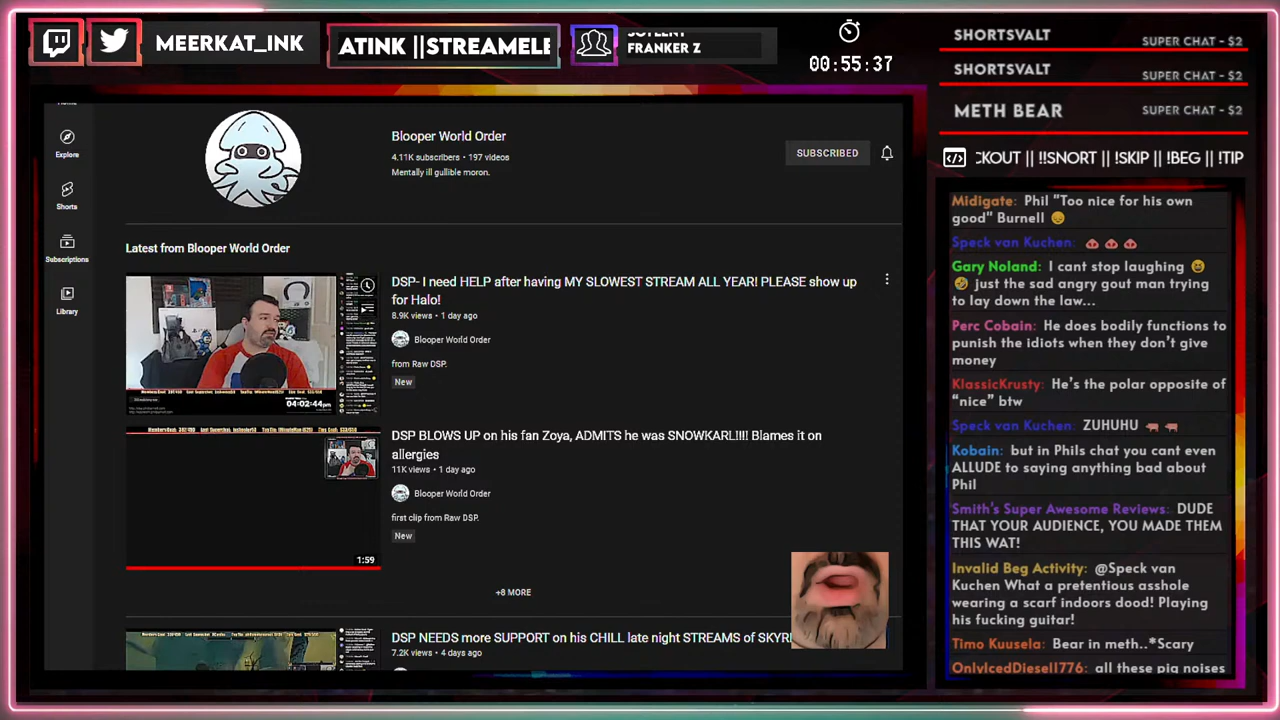 MEERKAT_INK
ATINK ||STREAMELE
FRANKER Z
00:55:37
SHORTSVALT
SUPER CHAT - $2
SHORTSVALT
SUPER CHAT - $2
METH BEAR
SUPER CHAT - $2
CKOUT || !!SNORT || !SKIP || !BEG || !TIP
Explore
Shorts
Subscriptions
Library
Blooper World Order
4.11K subscribers • 197 videos
Mentally ill gullible moron.
SUBSCRIBED
Latest from Blooper World Order
DSP- I need HELP after having MY SLOWEST STREAM ALL YEAR! PLEASE show up
for Halo!
8.9K views • 1 day ago
Blooper World Order
from Raw DSP.
New
04:02:44pm
DSP BLOWS UP on his fan Zoya, ADMITS he was SNOWKARL!!!! Blames it on
allergies
11K views • 1 day ago
Blooper World Order
first clip from Raw DSP.
New
1:59
+8 MORE
DSP NEEDS more SUPPORT on his CHILL late night STREAMS of SKYR
7.2K views • 4 days ago
Midigate: Phil "Too nice for his own
good" Burnell
Speck van Kuchen:
Gary Noland: I cant stop laughing
just the sad angry gout man trying
to lay down the law...
Perc Cobain: He does bodily functions to
punish the idiots when they don't give
money
KlassicKrusty: He's the polar opposite of
"nice" btw
Speck van Kuchen: ZUHUHU
Kobain: but in Phils chat you cant even
ALLUDE to saying anything bad about
Phil
Smith's Super Awesome Reviews: DUDE
THAT YOUR AUDIENCE, YOU MADE THEM
THIS WAT!
Invalid Beg Activity: @Speck van
Kuchen What a pretentious asshole
wearing a scarf indoors dood! Playing
his fucking guitar!
Timo Kuusela: Bear in meth..*Scary
OnlyIcedDiesel1776: all these pig noises